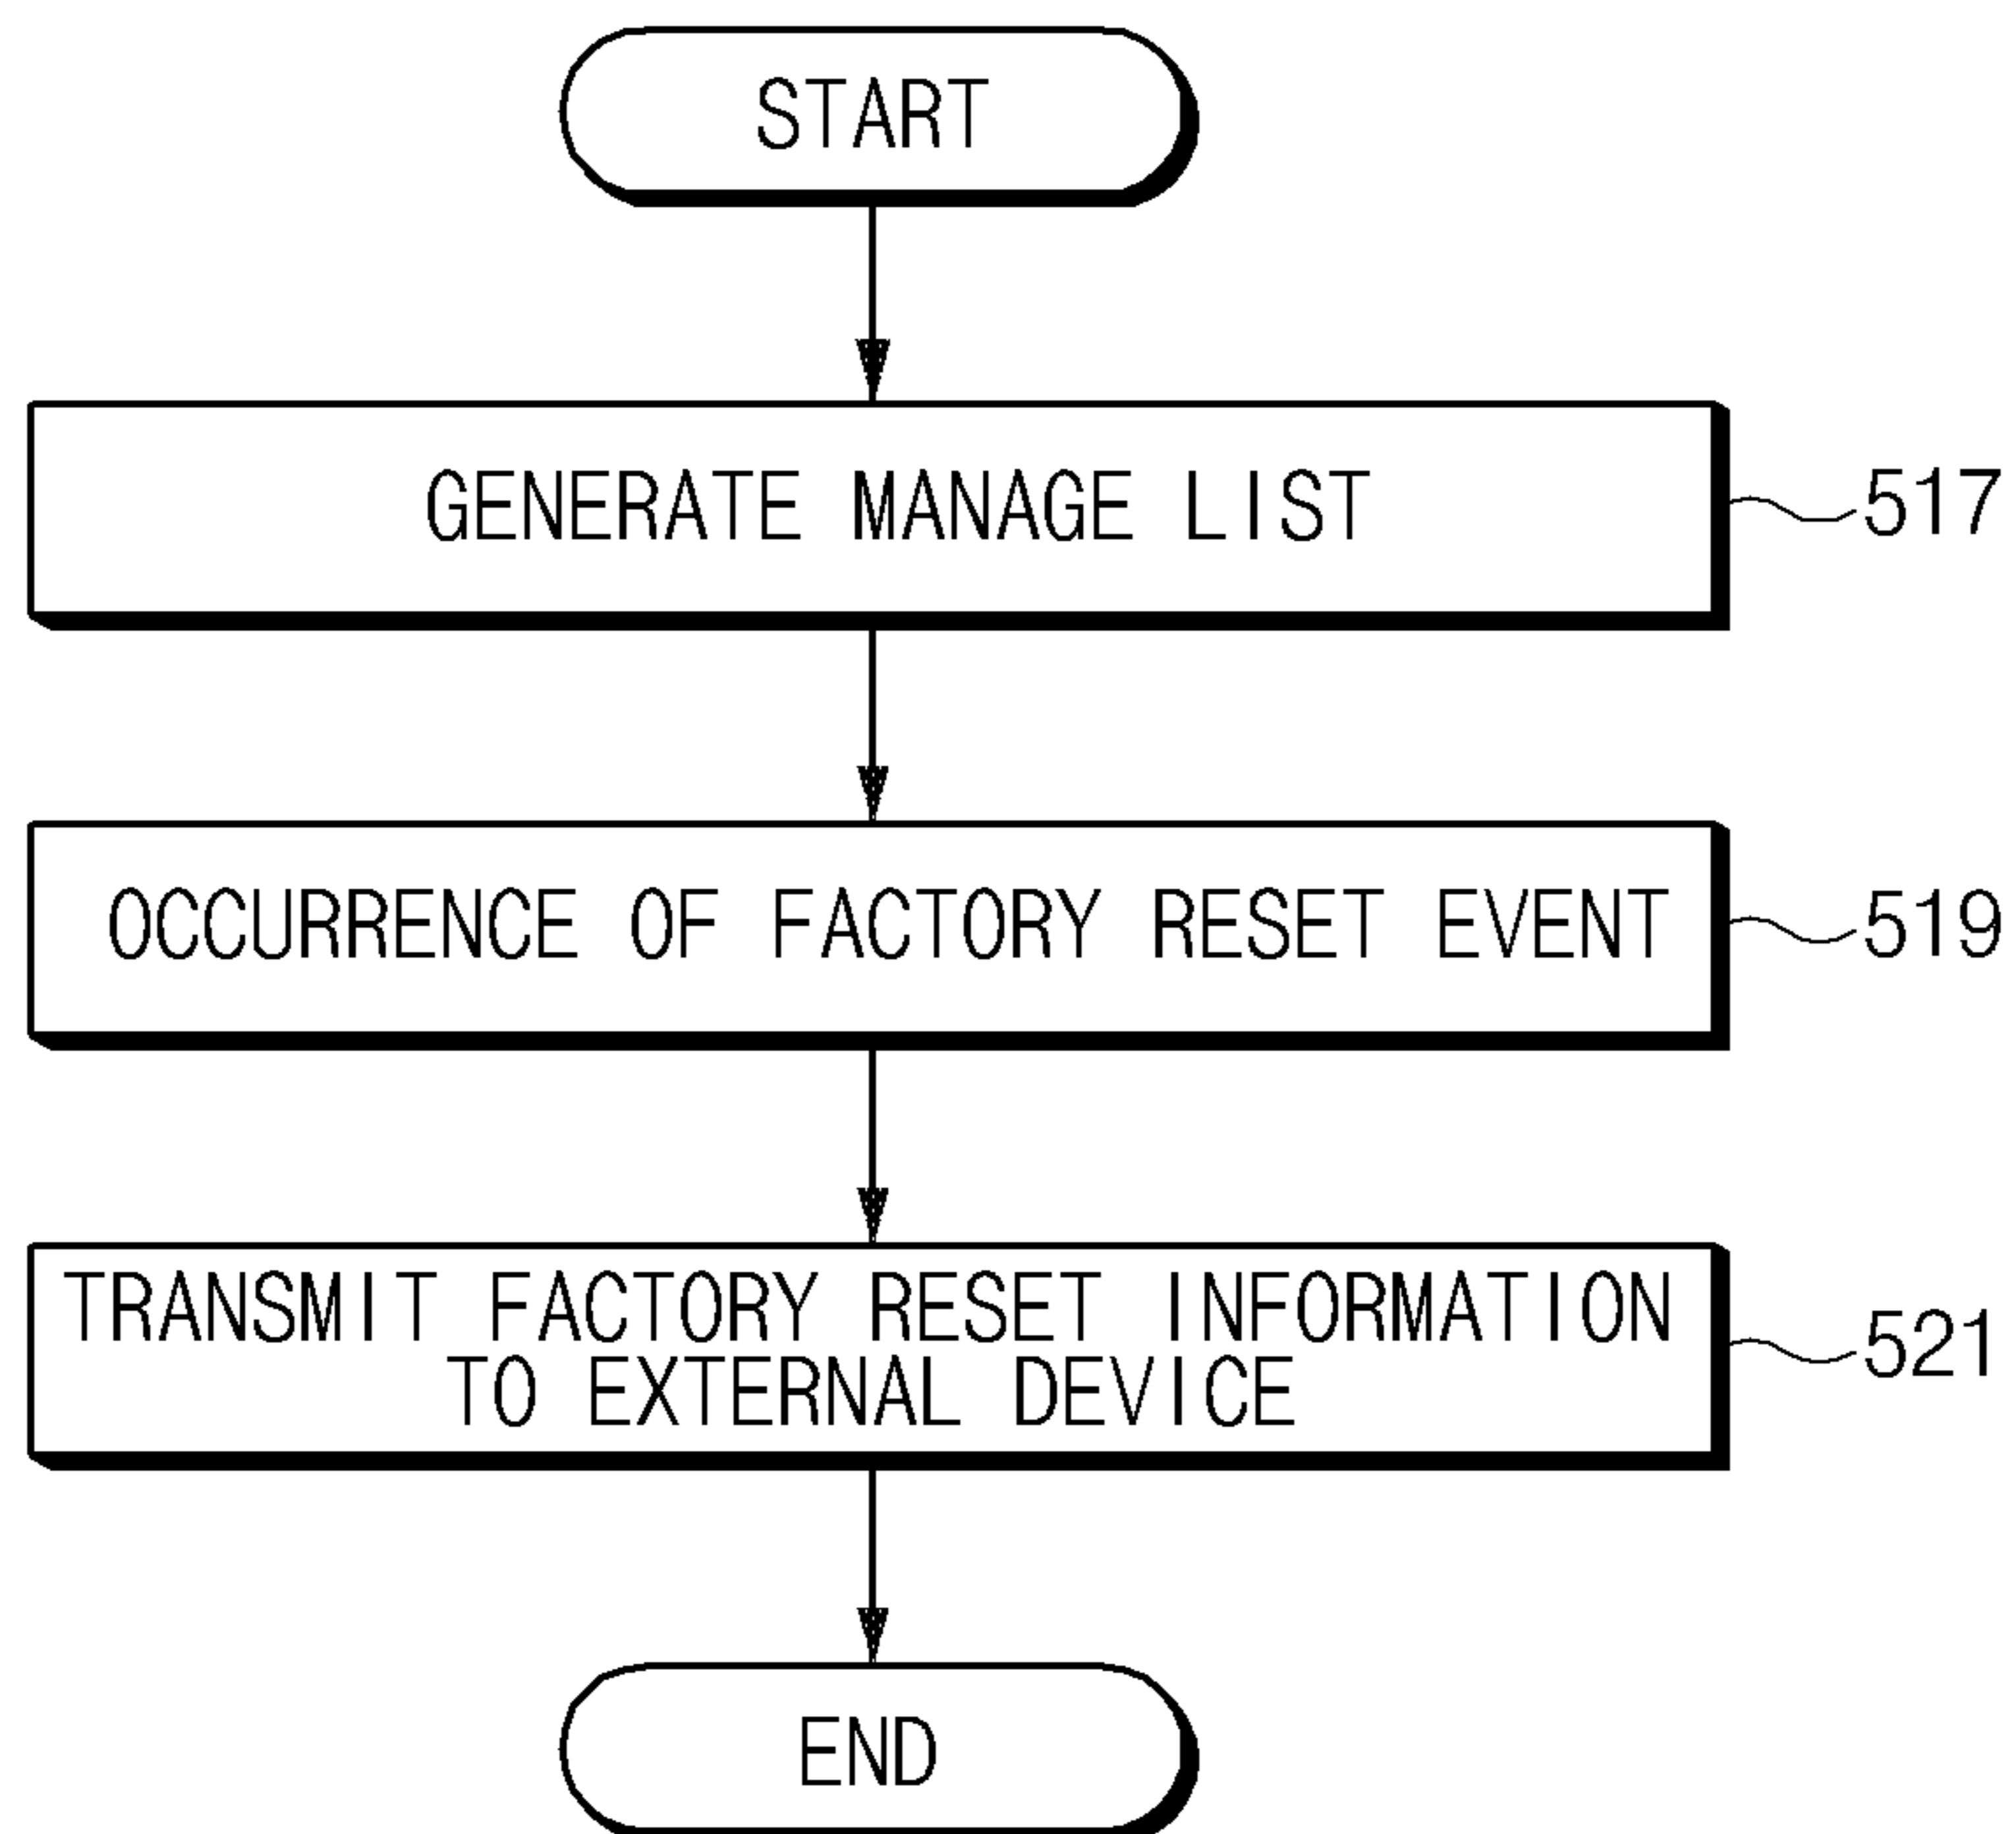 START
GENERATE MANAGE LIST
517
OCCURRENCE OF FACTORY RESET EVENT
519
TRANSMIT FACTORY RESET INFORMATION
TO EXTERNAL DEVICE
521
END